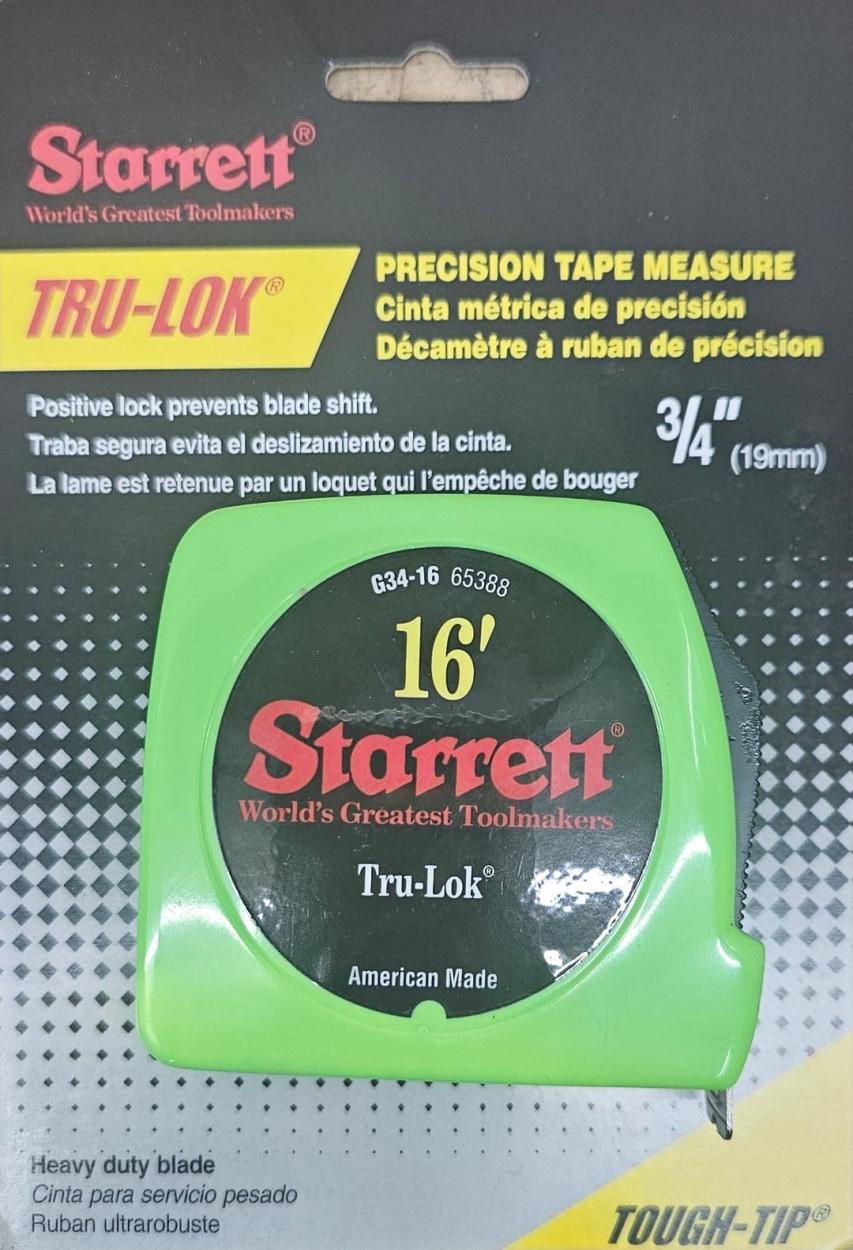 Starrett®
World's Greatest Toolmakers
TRU-LOK®
PRECISION TAPE MEASURE
Cinta métrica de precisión
Décamètre à ruban de précision
Positive lock prevents blade shift.
Traba segura evita el deslizamiento de la cinta.
La lame est retenue par un loquet qui l'empêche de bouger
3/4" (19mm)
G34-16 65388
16'
Starrett®
World's Greatest Toolmakers
Tru-Lok®
American Made
Heavy duty blade
Cinta para servicio pesado
Ruban ultrarobuste
TOUGH-TIP®